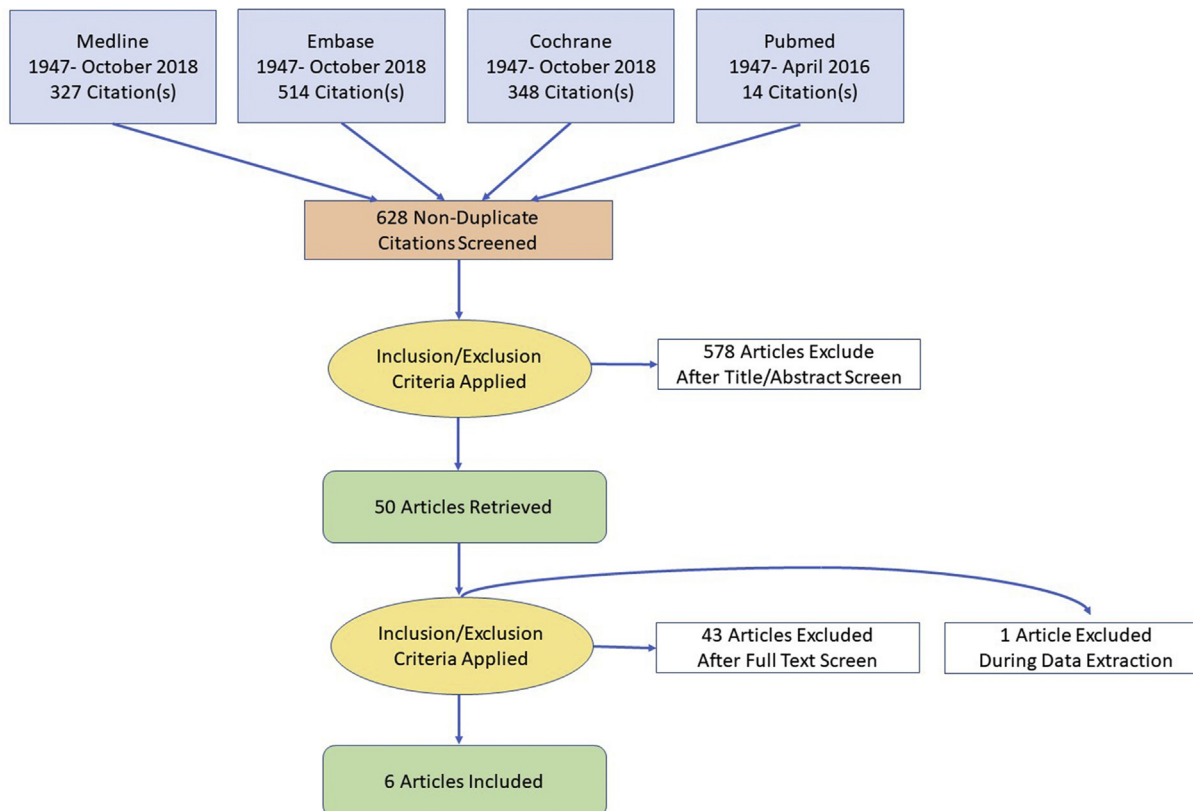 Medline
1947- October 2018
327 Citation(s)
Embase
1947- October 2018
514 Citation(s)
Cochrane
1947- October 2018
348 Citation(s)
Pubmed
1947- April 2016
14 Citation(s)
628 Non-Duplicate
Citations Screened
Inclusion/Exclusion
Criteria Applied
578 Articles Exclude
After Title/Abstract Screen
50 Articles Retrieved
Inclusion/Exclusion
Criteria Applied
43 Articles Excluded
After Full Text Screen
1 Article Excluded
During Data Extraction
6 Articles Included